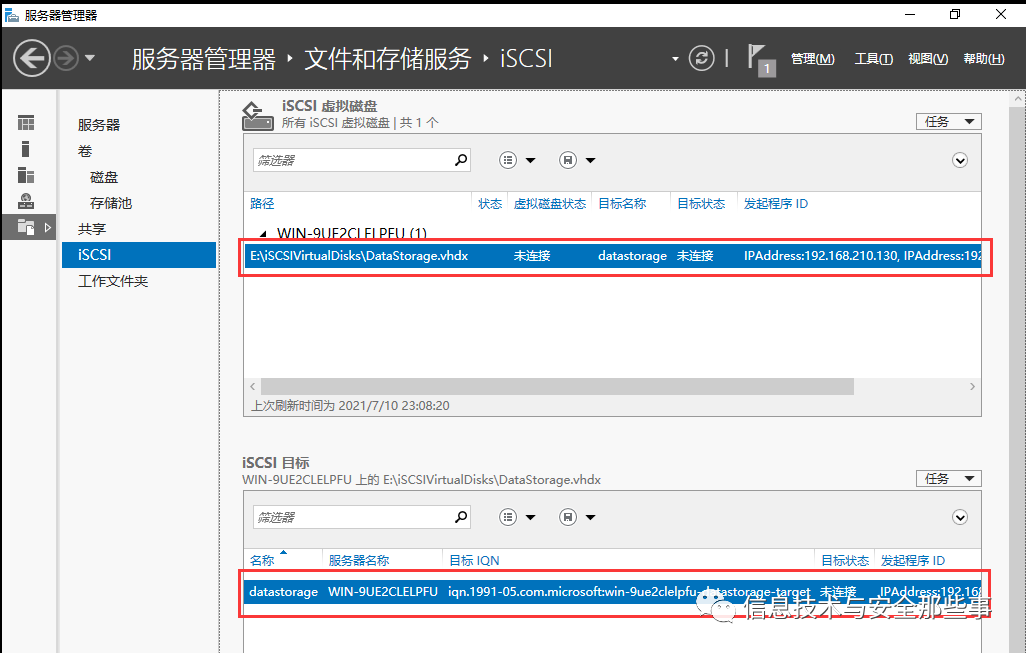 服务器管理器
服务器管理器 ‣ 文件和存储服务 ‣ iSCSI
1
管理(M) 工具(T) 视图(V) 帮助(H)
服务器
卷
磁盘
存储池
共享
iSCSI
工作文件夹
iSCSI 虚拟磁盘
所有 iSCSI 虚拟磁盘 | 共 1 个
任务
筛选器
路径 状态 虚拟磁盘状态 目标名称 目标状态 发起程序 ID
WIN-9UE2CLELPFU (1)
E:\iSCSIVirtualDisks\DataStorage.vhdx 未连接 datastorage 未连接 IPAddress:192.168.210.130, IPAddress:192
上次刷新时间为 2021/7/10 23:08:20
iSCSI 目标
WIN-9UE2CLELPFU 上的 E:\iSCSIVirtualDisks\DataStorage.vhdx
任务
筛选器
名称 服务器名称 目标 IQN 目标状态 发起程序 ID
datastorage WIN-9UE2CLELPFU iqn.1991-05.com.microsoft:win-9ue2clelpfu-datastorage-target 未连接 IPAddress:192.16
信息技术与安全那些事